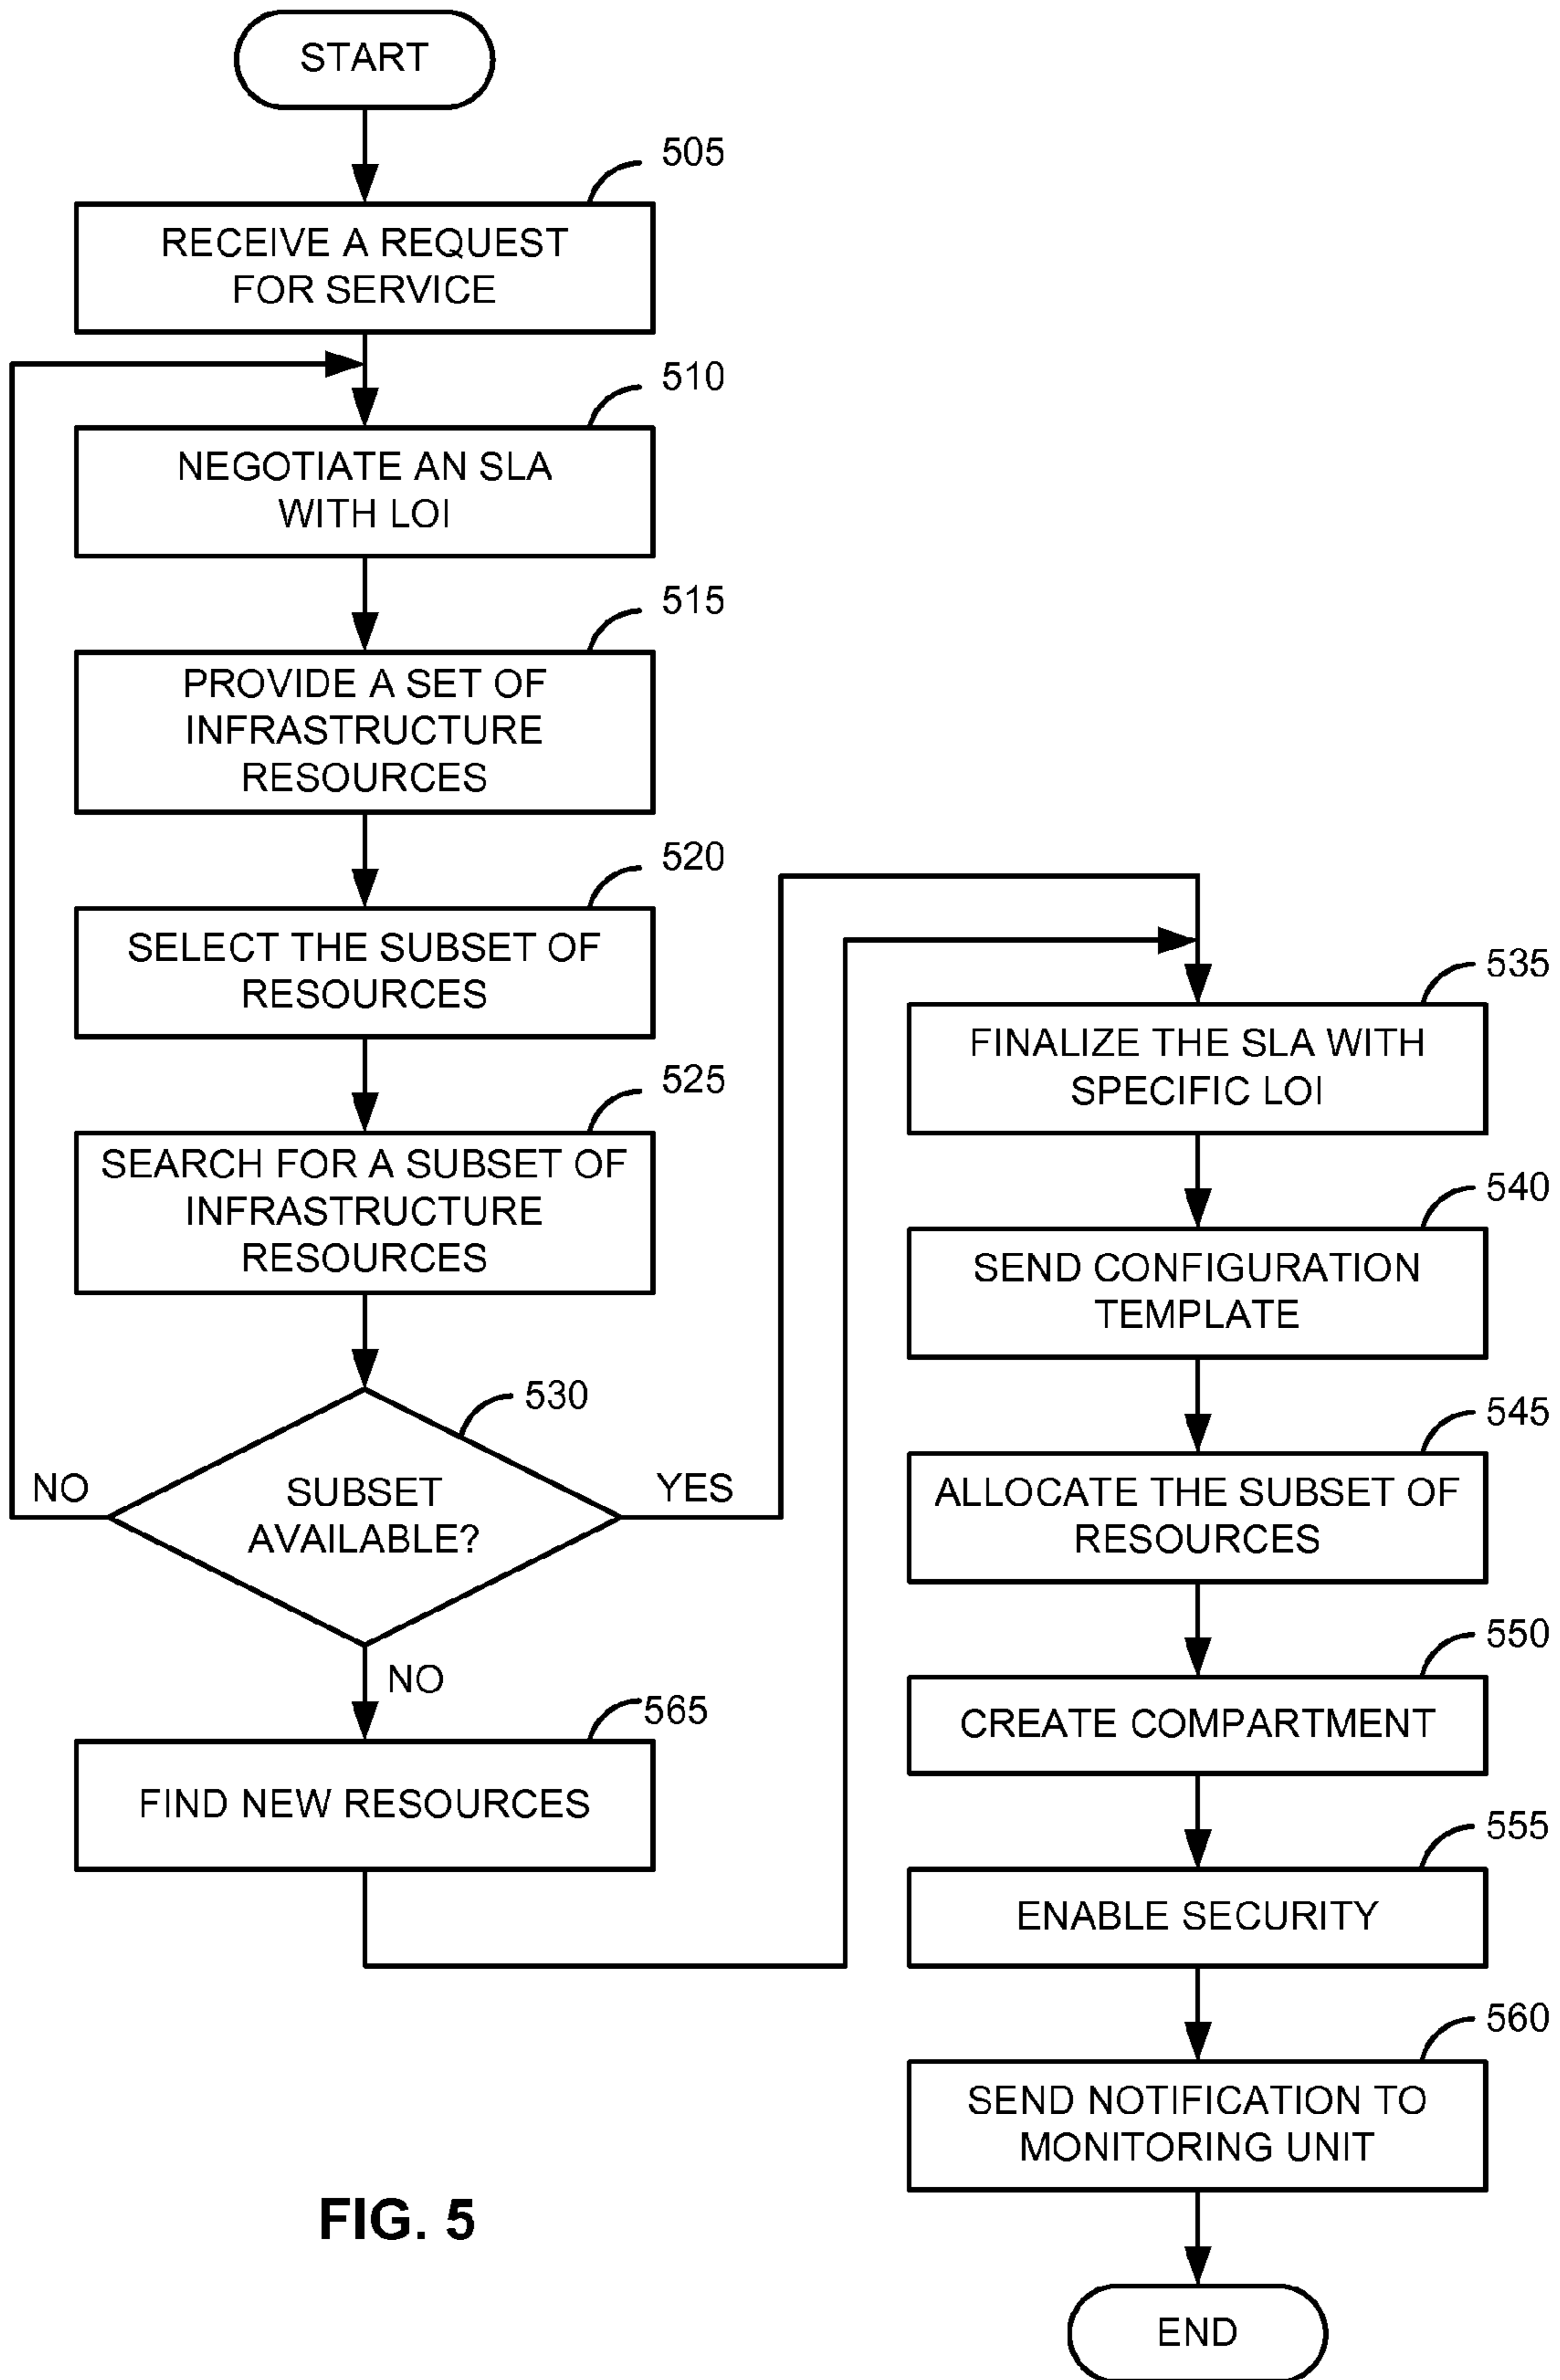 START
505
RECEIVE A REQUEST
FOR SERVICE
510
NEGOTIATE AN SLA
WITH LOI
515
PROVIDE A SET OF
INFRASTRUCTURE
RESOURCES
520
SELECT THE SUBSET OF
RESOURCES
525
SEARCH FOR A SUBSET OF
INFRASTRUCTURE
RESOURCES
530
SUBSET
AVAILABLE?
NO
YES
NO
565
FIND NEW RESOURCES
535
FINALIZE THE SLA WITH
SPECIFIC LOI
540
SEND CONFIGURATION
TEMPLATE
545
ALLOCATE THE SUBSET OF
RESOURCES
550
CREATE COMPARTMENT
555
ENABLE SECURITY
560
SEND NOTIFICATION TO
MONITORING UNIT
END
FIG. 5